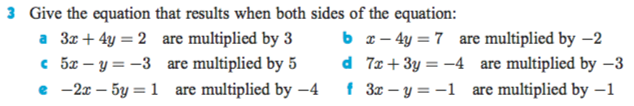 3 Give the equation that results when both sides of the equation:
a 3x + 4y = 2 are multiplied by 3 b x − 4y = 7 are multiplied by −2
c 5x − y = −3 are multiplied by 5 d 7x + 3y = −4 are multiplied by −3
e −2x − 5y = 1 are multiplied by −4 f 3x − y = −1 are multiplied by −1